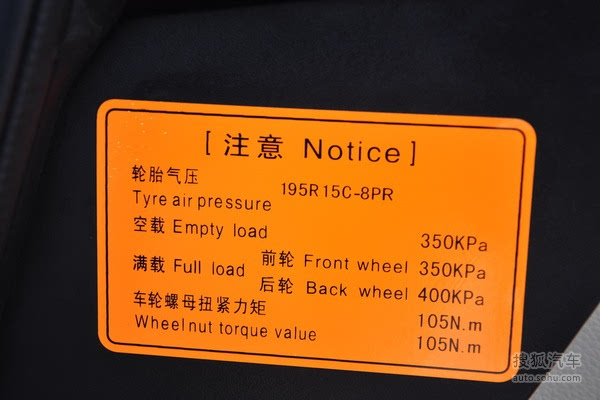 [ 注意 Notice ]
轮胎气压
Tyre air pressure 195R15C-8PR
空载 Empty load 350KPa
满载 Full load 前轮 Front wheel 350KPa
后轮 Back wheel 400KPa
车轮螺母扭紧力矩 105N.m
Wheel nut torque value 105N.m
搜狐汽车
auto.sohu.com